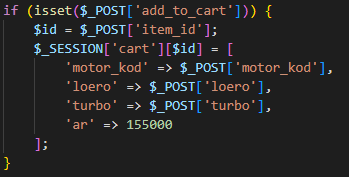 if (isset($_POST['add_to_cart'])) {
    $id = $_POST['item_id'];
    $_SESSION['cart'][$id] = [
        'motor_kod' => $_POST['motor_kod'],
        'loero' => $_POST['loero'],
        'turbo' => $_POST['turbo'],
        'ar' => 155000
    ];
}